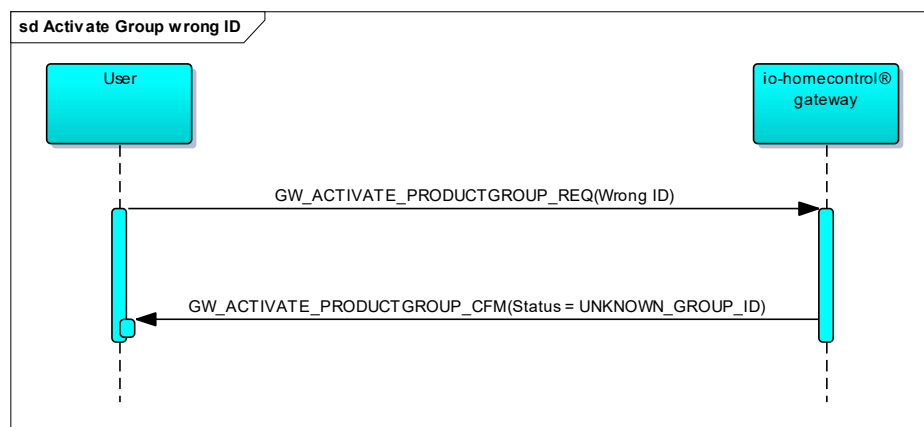 sd Activate Group wrong ID
User
io-homecontrol®
gateway
GW_ACTIVATE_PRODUCTGROUP_REQ(Wrong ID)
GW_ACTIVATE_PRODUCTGROUP_CFM(Status = UNKNOWN_GROUP_ID)